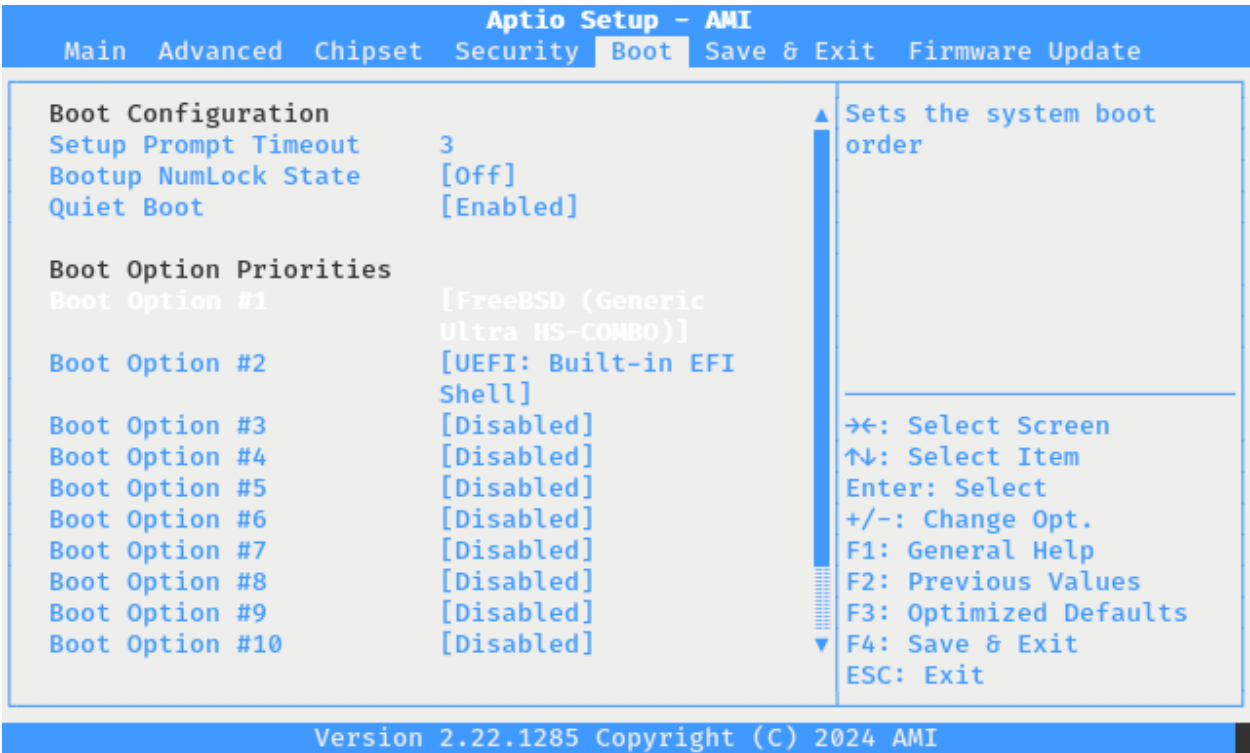 Aptio Setup – AMI
Main Advanced Chipset Security Boot Save & Exit Firmware Update
Boot Configuration
Setup Prompt Timeout 3
Bootup NumLock State [Off]
Quiet Boot [Enabled]
Boot Option Priorities
Boot Option #1 [FreeBSD (Generic
Ultra HS-COMBO)]
Boot Option #2 [UEFI: Built-in EFI
Shell]
Boot Option #3 [Disabled]
Boot Option #4 [Disabled]
Boot Option #5 [Disabled]
Boot Option #6 [Disabled]
Boot Option #7 [Disabled]
Boot Option #8 [Disabled]
Boot Option #9 [Disabled]
Boot Option #10 [Disabled]
Sets the system boot
order
→←: Select Screen
↑↓: Select Item
Enter: Select
+/-: Change Opt.
F1: General Help
F2: Previous Values
F3: Optimized Defaults
F4: Save & Exit
ESC: Exit
Version 2.22.1285 Copyright (C) 2024 AMI